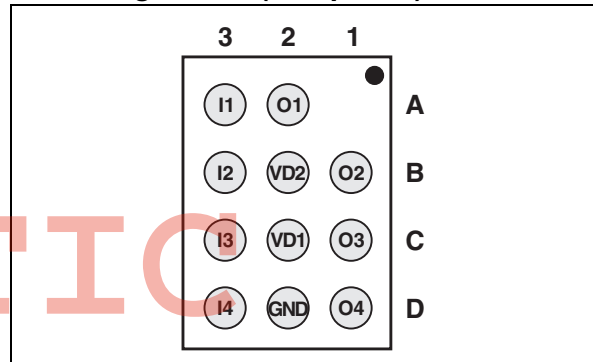 3 2 1
I1 O1 A
I2 VD2 O2 B
I3 VD1 O3 C
I4 GND O4 D
TIC